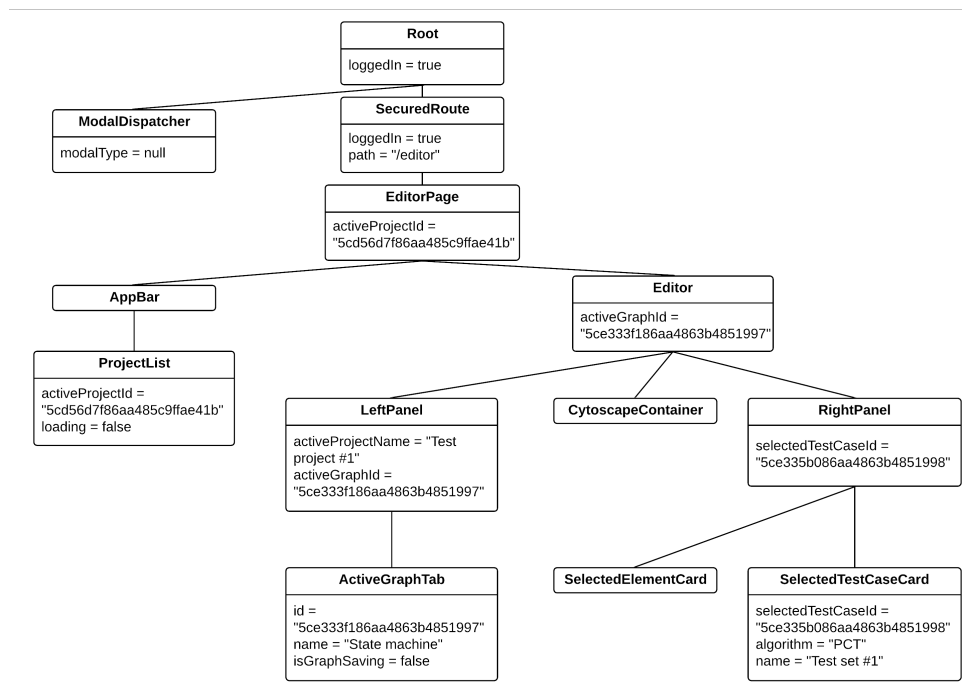 Root
loggedIn = true
ModalDispatcher
modalType = null
SecuredRoute
loggedIn = true
path = "/editor"
EditorPage
activeProjectId =
"5cd56d7f86aa485c9ffae41b"
AppBar
Editor
activeGraphId =
"5ce333f186aa4863b4851997"
ProjectList
activeProjectId =
"5cd56d7f86aa485c9ffae41b"
loading = false
LeftPanel
activeProjectName = "Test
project #1"
activeGraphId =
"5ce333f186aa4863b4851997"
CytoscapeContainer
RightPanel
selectedTestCaseId =
"5ce335b086aa4863b4851998"
ActiveGraphTab
id =
"5ce333f186aa4863b4851997"
name = "State machine"
isGraphSaving = false
SelectedElementCard
SelectedTestCaseCard
selectedTestCaseId =
"5ce335b086aa4863b4851998"
algorithm = "PCT"
name = "Test set #1"